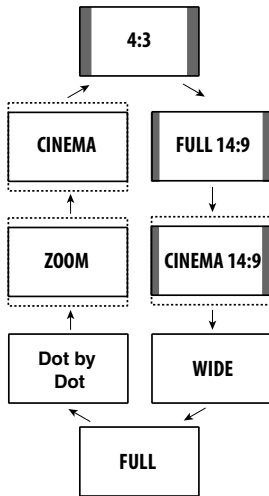 4:3
CINEMA
FULL 14:9
ZOOM
CINEMA 14:9
Dot by
Dot
WIDE
FULL